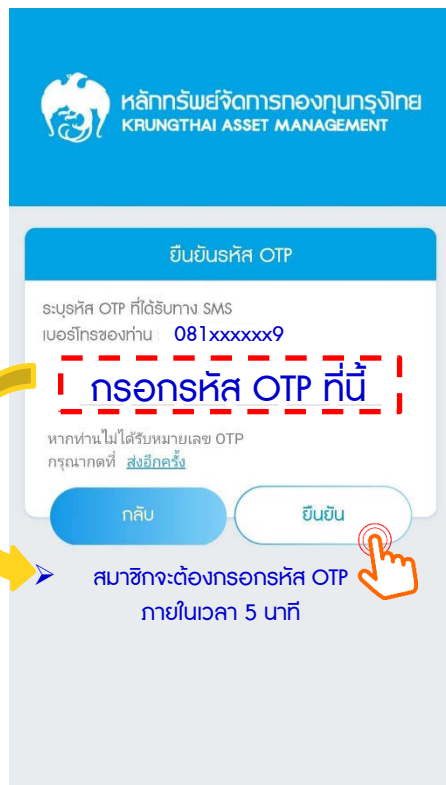 หลักทรัพย์จัดการกองทุนกรุงไทย
KRUNGTHAI ASSET MANAGEMENT
ยืนยันรหัส OTP
ระบุรหัส OTP ที่ได้รับทาง SMS
เบอร์โทรของท่าน : 081xxxxxx9
กรอกรหัส OTP ที่นี้
หากท่านไม่ได้รับหมายเลข OTP
กรุณากดที่ ส่งอีกครั้ง
กลับ
ยืนยัน
➢ สมาชิกจะต้องกรอกรหัส OTP
ภายในเวลา 5 นาที